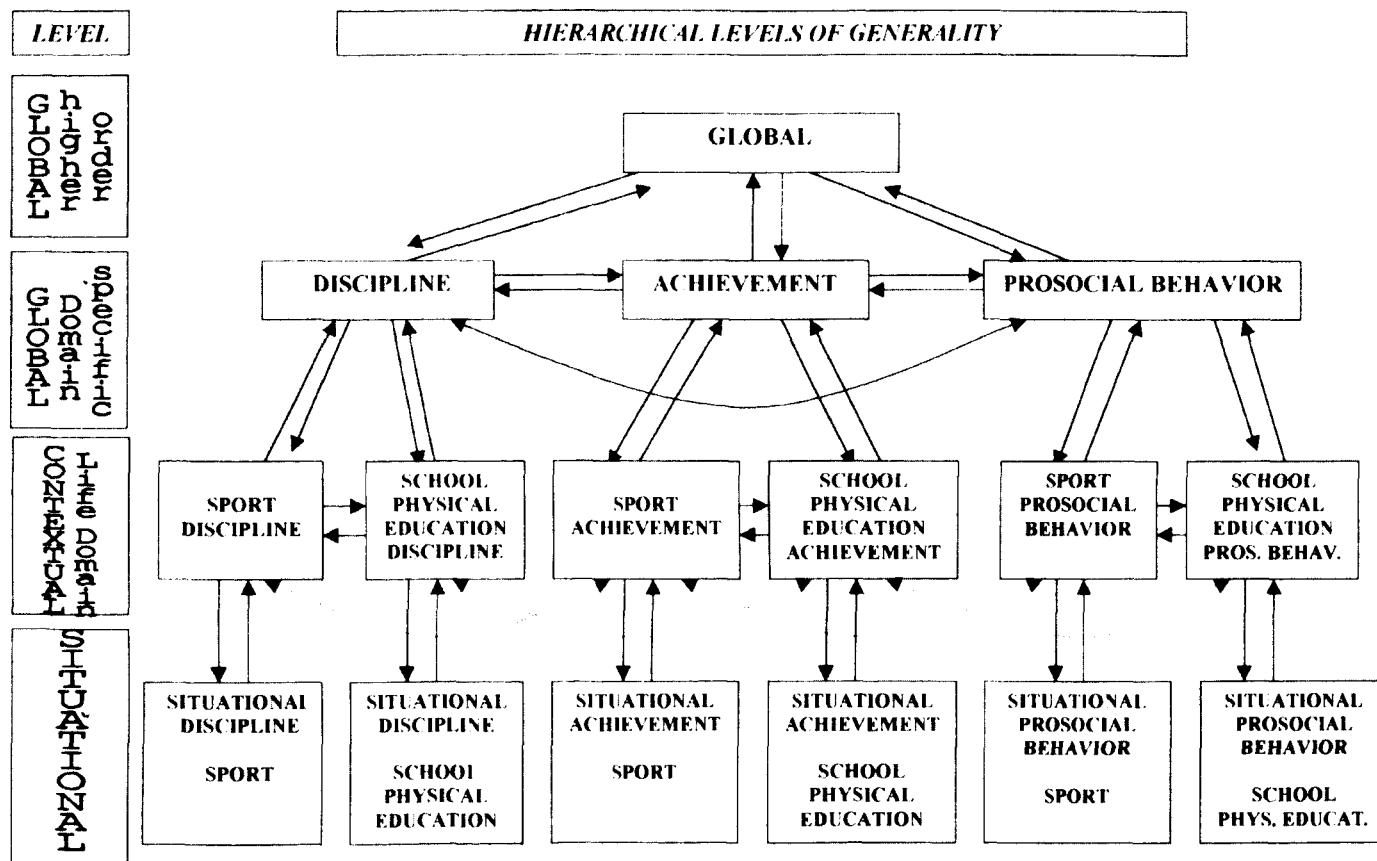 LEVEL
HIERARCHICAL LEVELS OF GENERALITY
GLOBAL
higher
order
GLOBAL
GLOBAL
Domain
specific
DISCIPLINE
ACHIEVEMENT
PROSOCIAL BEHAVIOR
CONTEXTUAL
Life Domain
SPORT
DISCIPLINE
SCHOOL
PHYSICAL
EDUCATION
DISCIPLINE
SPORT
ACHIEVEMENT
SCHOOL
PHYSICAL
EDUCATION
ACHIEVEMENT
SPORT
PROSOCIAL
BEHAVIOR
SCHOOL
PHYSICAL
EDUCATION
PROS. BEHAV.
SITUATIONAL
SITUATIONAL
DISCIPLINE
SPORT
SITUATIONAL
DISCIPLINE
SCHOOL
PHYSICAL
EDUCATION
SITUATIONAL
ACHIEVEMENT
SPORT
SITUATIONAL
ACHIEVEMENT
SCHOOL
PHYSICAL
EDUCATION
SITUATIONAL
PROSOCIAL
BEHAVIOR
SPORT
SITUATIONAL
PROSOCIAL
BEHAVIOR
SCHOOL
PHYS. EDUCAT.